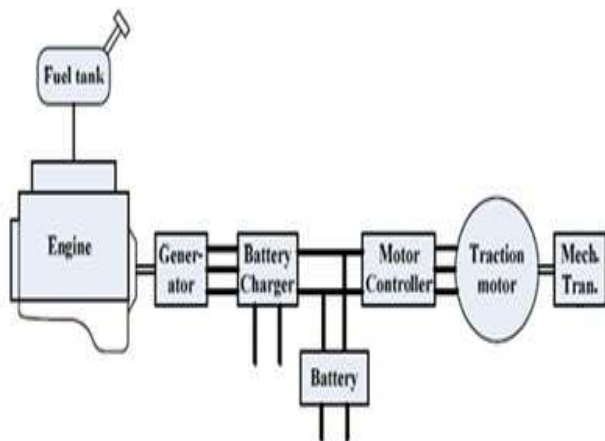 Fuel tank
Engine
Gener-
ator
Battery
Charger
Motor
Controller
Traction
motor
Mech.
Tran.
Battery